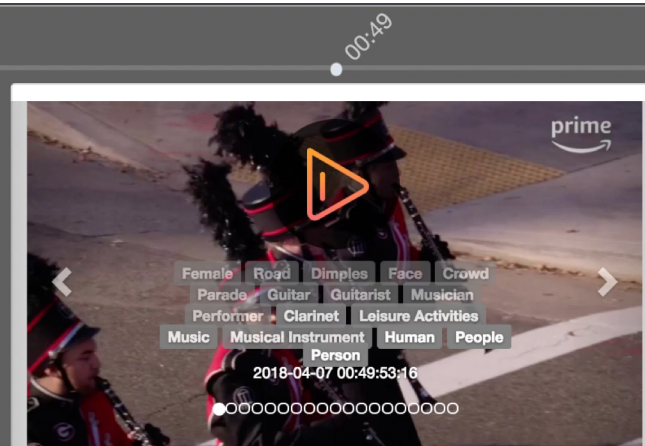 00:49
prime
Female Road Dimples Face Crowd
Parade Guitar Guitarist Musician
Performer Clarinet Leisure Activities
Music Musical Instrument Human People
Person
2018-04-07 00:49:53:16